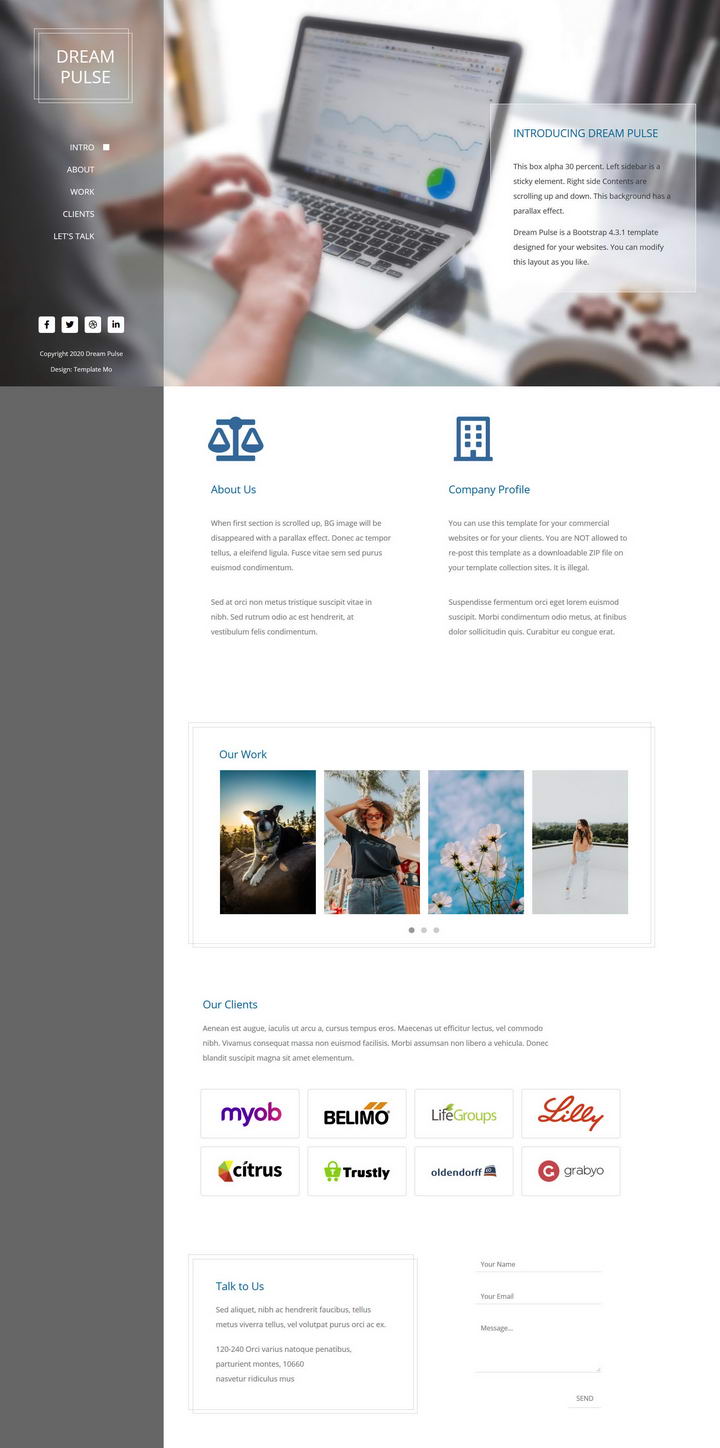 DREAM
PULSE
INTRO
ABOUT
WORK
CLIENTS
LET'S TALK
Copyright 2020 Dream Pulse
Design: Template Mo
INTRODUCING DREAM PULSE
This box alpha 30 percent. Left sidebar is a
sticky element. Right side Contents are
scrolling up and down. This background has a
parallax effect.
Dream Pulse is a Bootstrap 4.3.1 template
designed for your websites. You can modify
this layout as you like.
About Us
When first section is scrolled up, BG image will be
disappeared with a parallax effect. Donec ac tempor
tellus, a eleifend ligula. Fusce vitae sem sed purus
euismod condimentum.
Sed at orci non metus tristique suscipit vitae in
nibh. Sed rutrum odio ac est hendrerit, at
vestibulum felis condimentum.
Company Profile
You can use this template for your commercial
websites or for your clients. You are NOT allowed to
re-post this template as a downloadable ZIP file on
your template collection sites. It is illegal.
Suspendisse fermentum orci eget lorem euismod
suscipit. Morbi condimentum odio metus, at finibus
dolor sollicitudin quis. Curabitur eu congue erat.
Our Work
Our Clients
Aenean est augue, iaculis ut arcu a, cursus tempus eros. Maecenas ut efficitur lectus, vel commodo
nibh. Vivamus consequat massa non euismod facilisis. Morbi assumsan non libero a vehicula. Donec
blandit suscipit magna sit amet elementum.
myob
BELIMO
LifeGroups
Lilly
citrus
Trustly
oldendorff
G grabyo
Talk to Us
Sed aliquet, nibh ac hendrerit faucibus, tellus
metus viverra tellus, vel volutpat purus orci ac ex.
120-240 Orci varius natoque penatibus,
parturient montes, 10660
nasvetur ridiculus mus
Your Name
Your Email
Message...
SEND